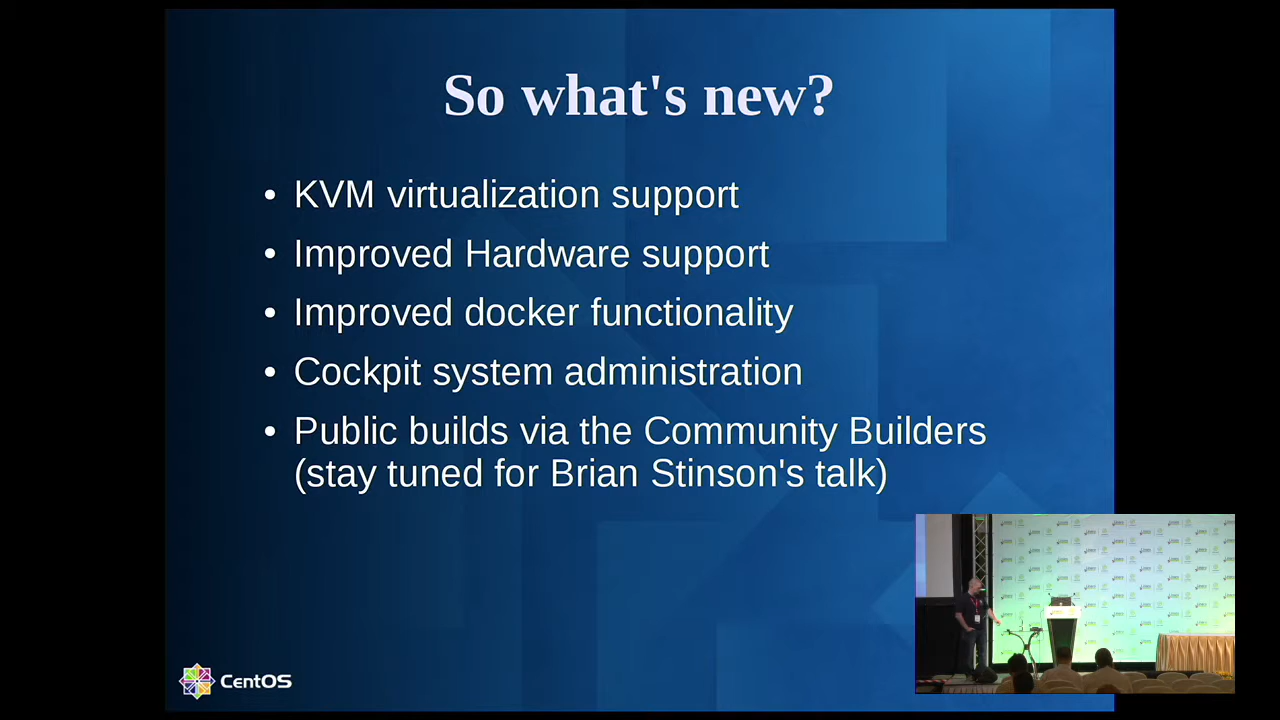 So what's new?
• KVM virtualization support
• Improved Hardware support
• Improved docker functionality
• Cockpit system administration
• Public builds via the Community Builders
(stay tuned for Brian Stinson's talk)
CentOS